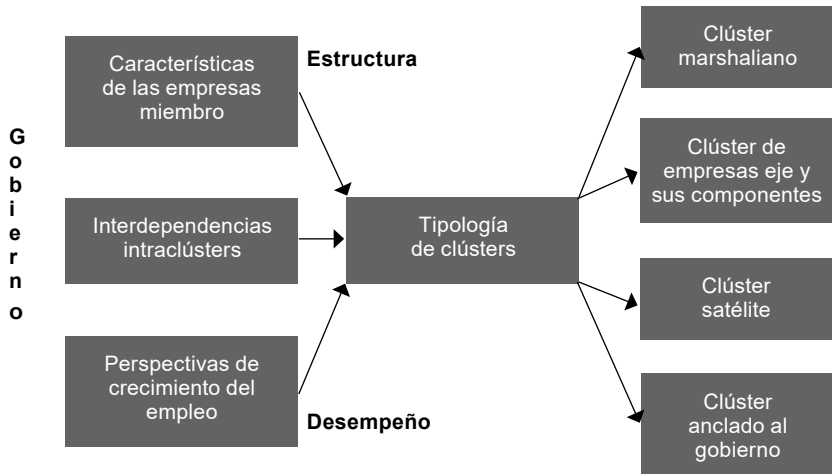 Gobierno
Características
de las empresas
miembro
Estructura
Interdependencias
intraclústers
Perspectivas de
crecimiento del
empleo
Desempeño
Tipología
de clústers
Clúster
marshaliano
Clúster de
empresas eje y
sus componentes
Clúster
satélite
Clúster
anclado al
gobierno